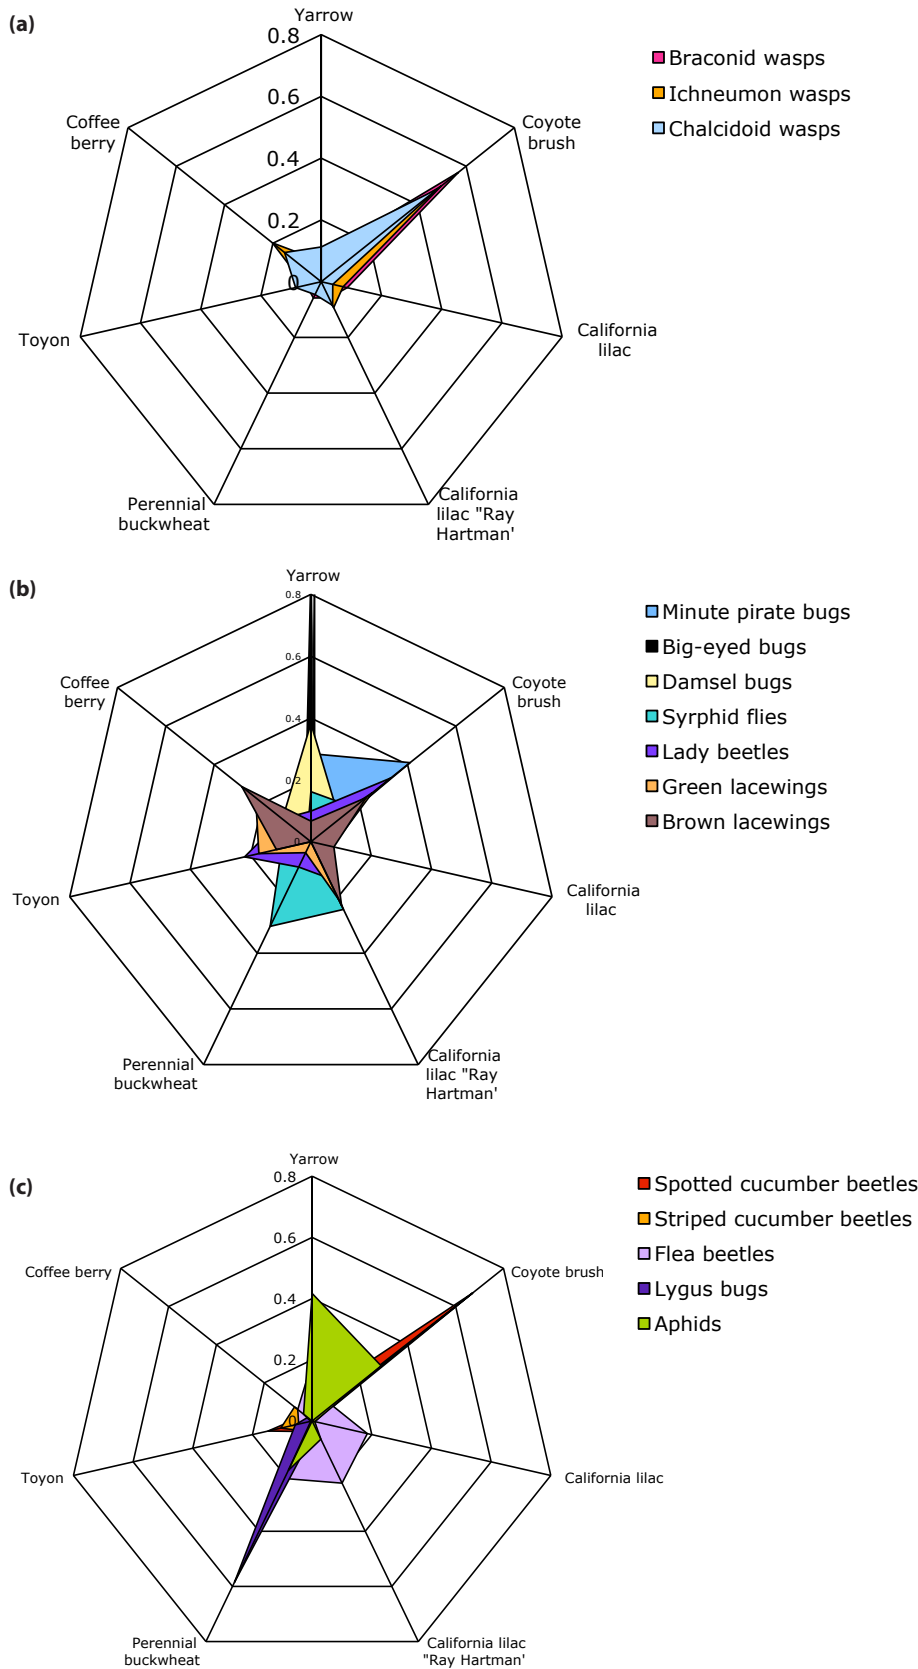 (a)
Yarrow
0.8
0.6
0.4
0.2
0
Coyote
brush
California
lilac
California
lilac "Ray
Hartman'
Perennial
buckwheat
Toyon
Coffee
berry
Braconid wasps
Ichneumon wasps
Chalcidoid wasps
(b)
Yarrow
0.8
0.6
0.4
0.2
0
Coyote
brush
California
lilac
California
lilac "Ray
Hartman'
Perennial
buckwheat
Toyon
Coffee
berry
Minute pirate bugs
Big-eyed bugs
Damsel bugs
Syrphid flies
Lady beetles
Green lacewings
Brown lacewings
(c)
Yarrow
0.8
0.6
0.4
0.2
0
Coyote brush
California lilac
California lilac
"Ray Hartman'
Perennial
buckwheat
Toyon
Coffee berry
Spotted cucumber beetles
Striped cucumber beetles
Flea beetles
Lygus bugs
Aphids